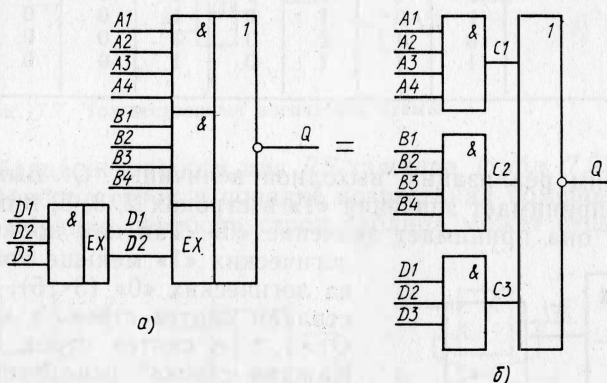 A1
A2
A3
A4
&
1
B1
B2
B3
B4
&
Q
=
D1
D2
D3
&
EX
D1
D2
EX
а)
A1
A2
A3
A4
&
C1
1
B1
B2
B3
B4
&
C2
Q
D1
D2
D3
&
C3
б)